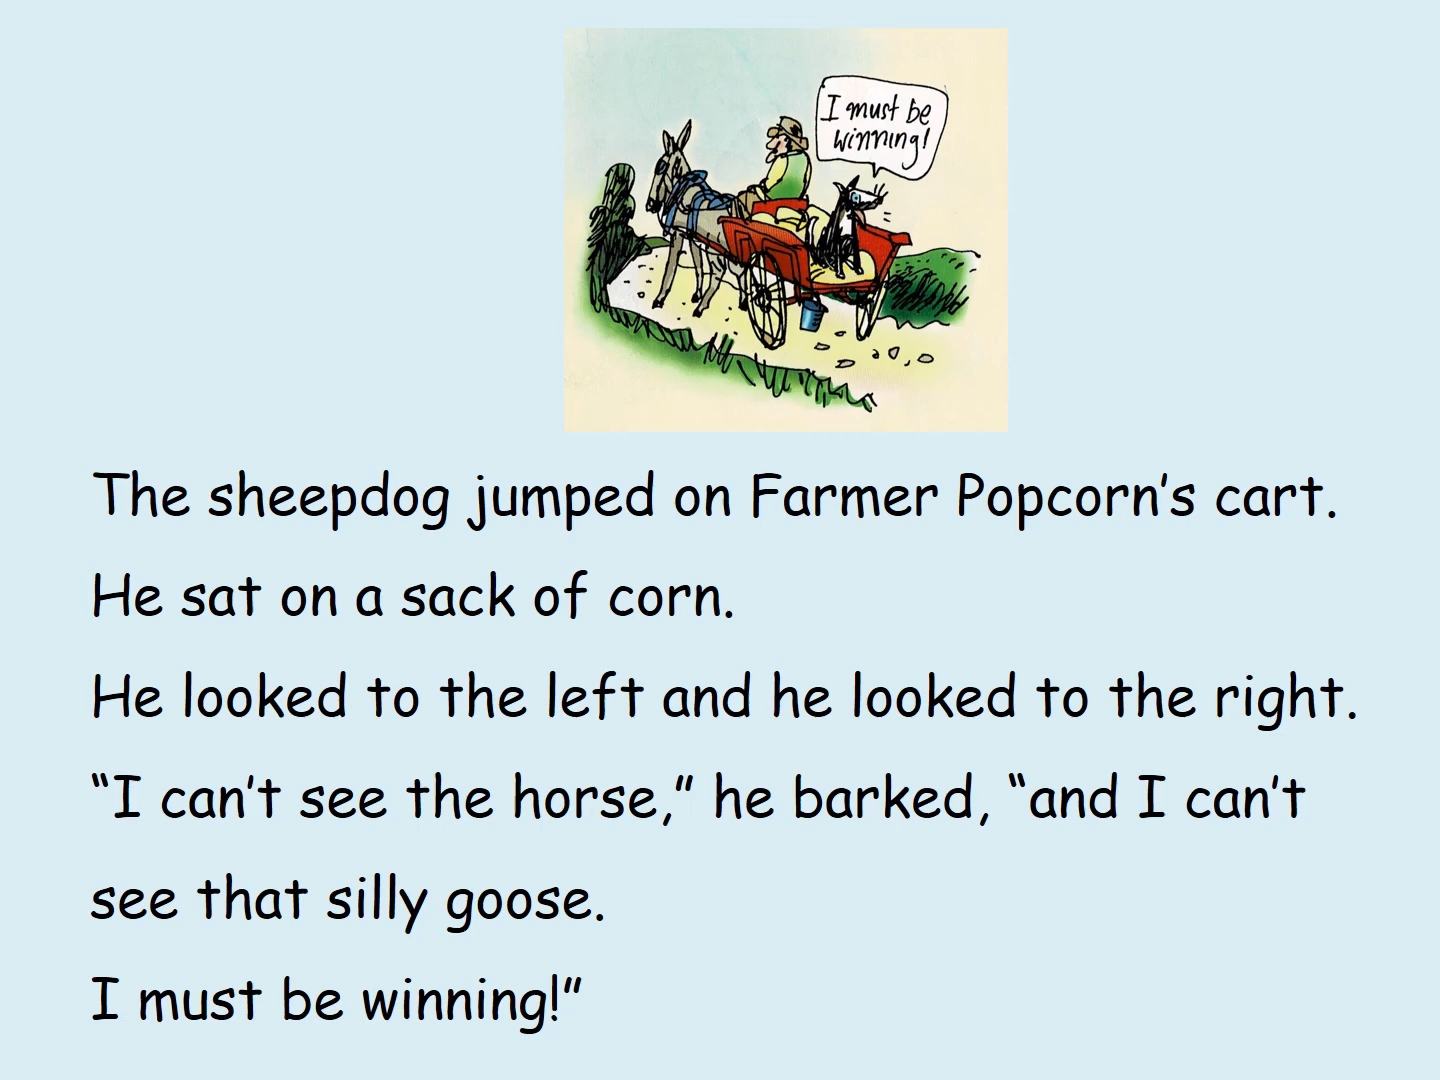 I must be
winning!
The sheepdog jumped on Farmer Popcorn’s cart.
He sat on a sack of corn.
He looked to the left and he looked to the right.
“I can’t see the horse,” he barked, “and I can’t
see that silly goose.
I must be winning!”